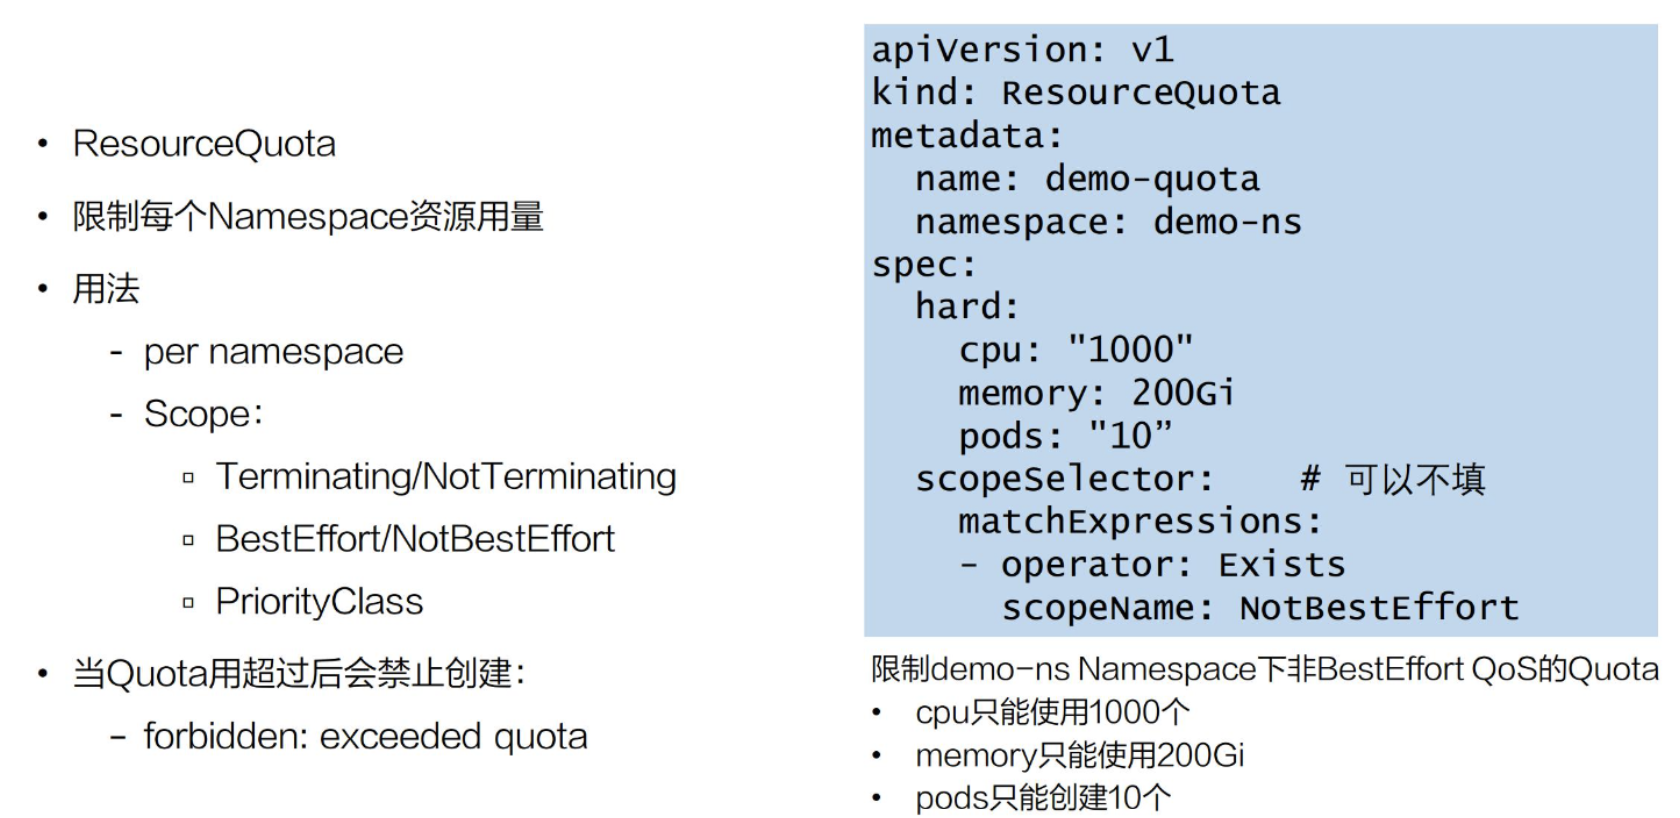 • ResourceQuota
• 限制每个Namespace资源用量
• 用法
- per namespace
- Scope：
▫ Terminating/NotTerminating
▫ BestEffort/NotBestEffort
▫ PriorityClass
• 当Quota用超过后会禁止创建：
– forbidden: exceeded quota
apiVersion: v1
kind: ResourceQuota
metadata:
  name: demo-quota
  namespace: demo-ns
spec:
  hard:
    cpu: "1000"
    memory: 200Gi
    pods: "10”
  scopeSelector:    # 可以不填
    matchExpressions:
    - operator: Exists
      scopeName: NotBestEffort
限制demo-ns Namespace下非BestEffort QoS的Quota
• cpu只能使用1000个
• memory只能使用200Gi
• pods只能创建10个